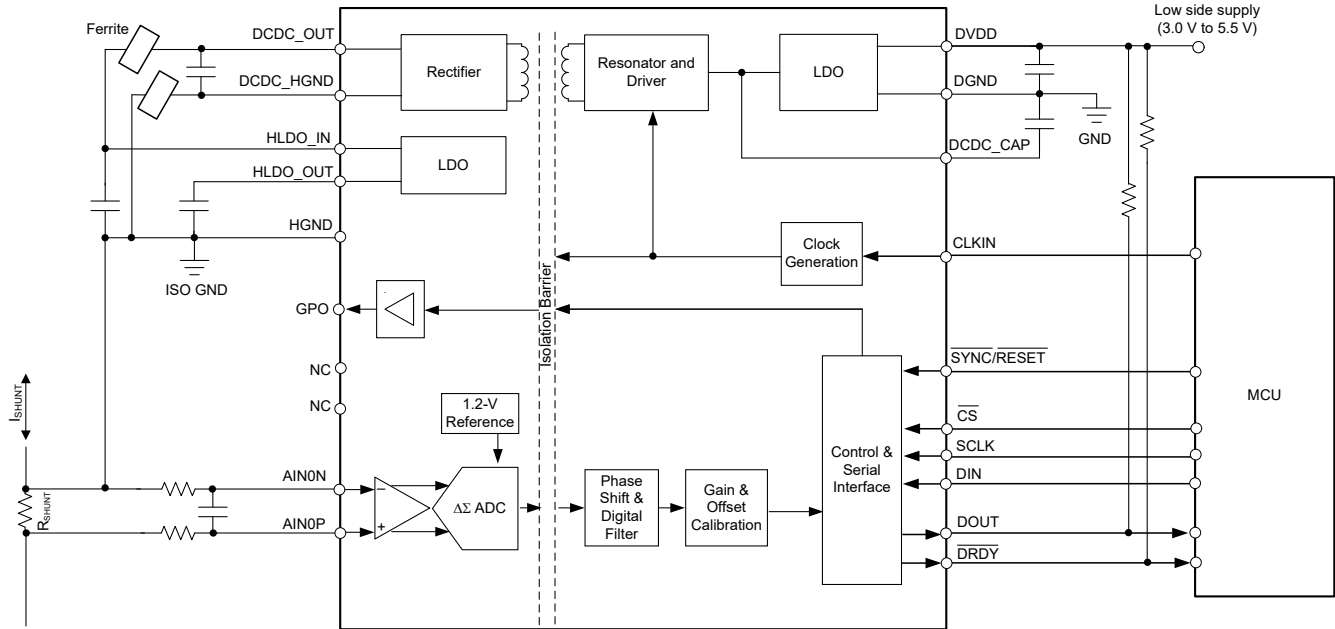 Low side supply
(3.0 V to 5.5 V)
Ferrite
DCDC_OUT
DVDD
Rectifier
Resonator and
Driver
LDO
DCDC_HGND
DGND
GND
HLDO_IN
DCDC_CAP
LDO
HLDO_OUT
HGND
ISO GND
Clock
Generation
CLKIN
GPO
Isolation Barrier
SYNC/RESET
NC
NC
MCU
ISHUNT
1.2-V
Reference
CS
SCLK
Control &
Serial
Interface
DIN
AIN0N
RSHUNT
AIN0P
−
+
ΔΣ ADC
Phase
Shift &
Digital
Filter
Gain &
Offset
Calibration
DOUT
DRDY